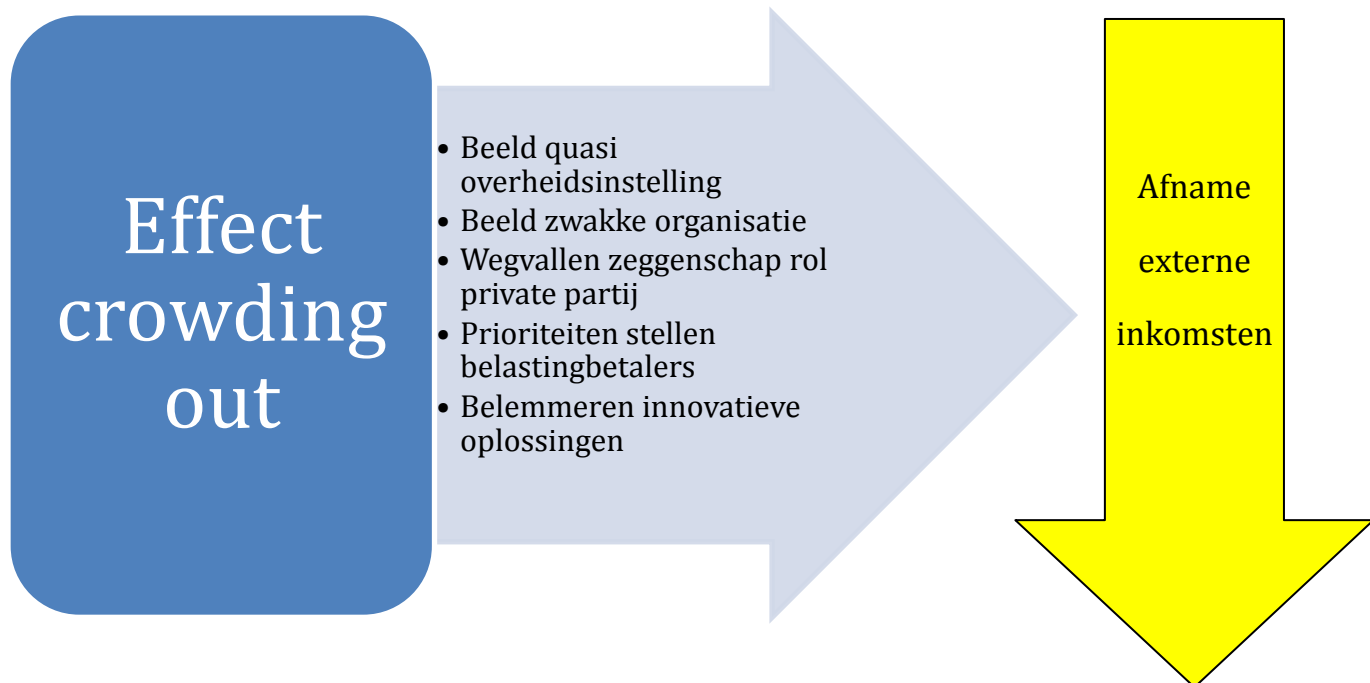 Effect
crowding
out
• Beeld quasi
overheidsinstelling
• Beeld zwakke organisatie
• Wegvallen zeggenschap rol
private partij
• Prioriteiten stellen
belastingbetalers
• Belemmeren innovatieve
oplossingen
Afname
externe
inkomsten